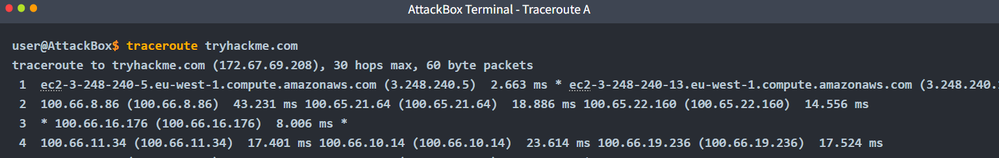 AttackBox Terminal - Traceroute A
user@AttackBox$ traceroute tryhackme.com
traceroute to tryhackme.com (172.67.69.208), 30 hops max, 60 byte packets
1 ec2-3-248-240-5.eu-west-1.compute.amazonaws.com (3.248.240.5) 2.663 ms * ec2-3-248-240-13.eu-west-1.compute.amazonaws.com (3.248.240.
2 100.66.8.86 (100.66.8.86) 43.231 ms 100.65.21.64 (100.65.21.64) 18.886 ms 100.65.22.160 (100.65.22.160) 14.556 ms
3 * 100.66.16.176 (100.66.16.176) 8.006 ms *
4 100.66.11.34 (100.66.11.34) 17.401 ms 100.66.10.14 (100.66.10.14) 23.614 ms 100.66.19.236 (100.66.19.236) 17.524 ms